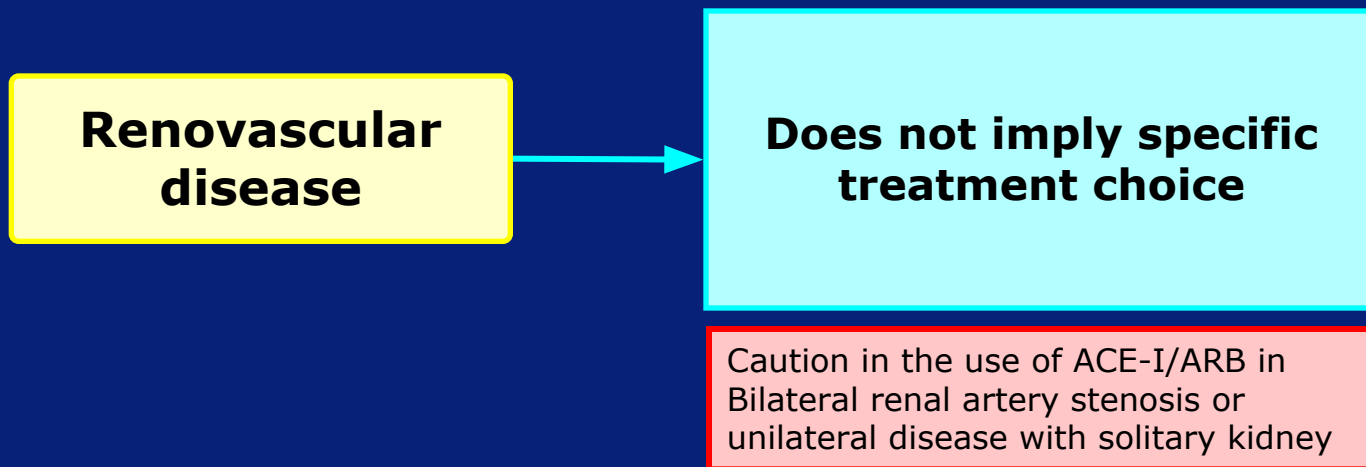 Renovascular
disease
Does not imply specific
treatment choice
Caution in the use of ACE-I/ARB in
Bilateral renal artery stenosis or
unilateral disease with solitary kidney